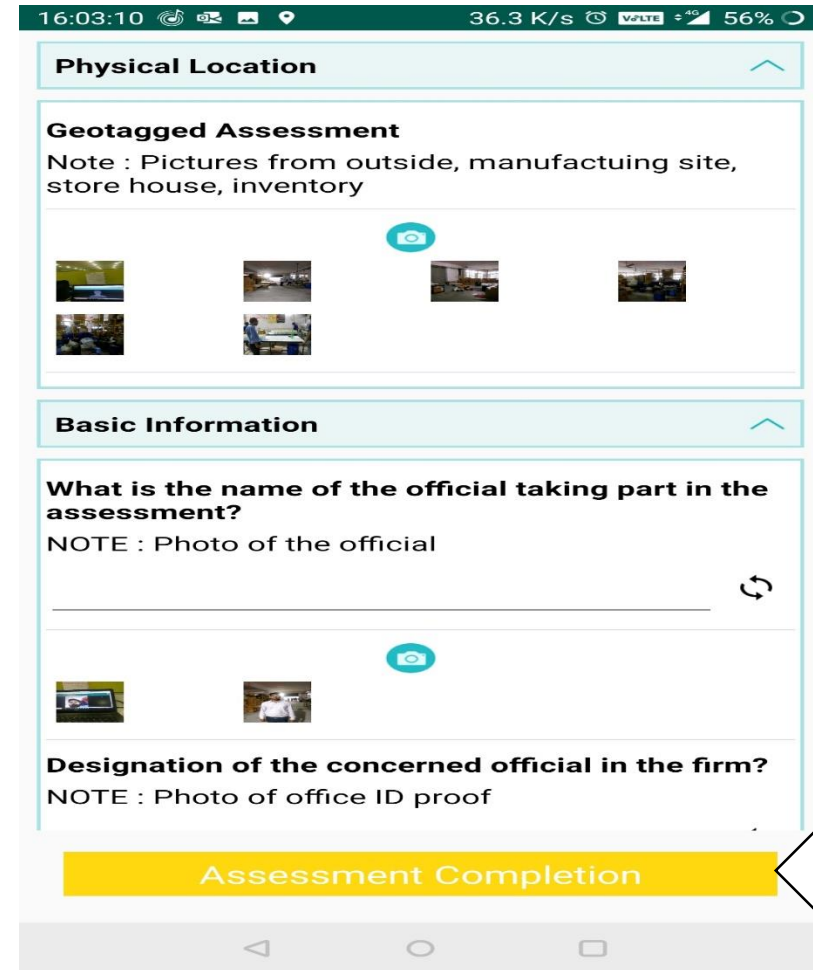 16:03:10 36.3 K/s VoLTE 4G 56%
Physical Location
Geotagged Assessment
Note : Pictures from outside, manufactuing site,
store house, inventory
Basic Information
What is the name of the official taking part in the
assessment?
NOTE : Photo of the official
Designation of the concerned official in the firm?
NOTE : Photo of office ID proof
Assessment Completion